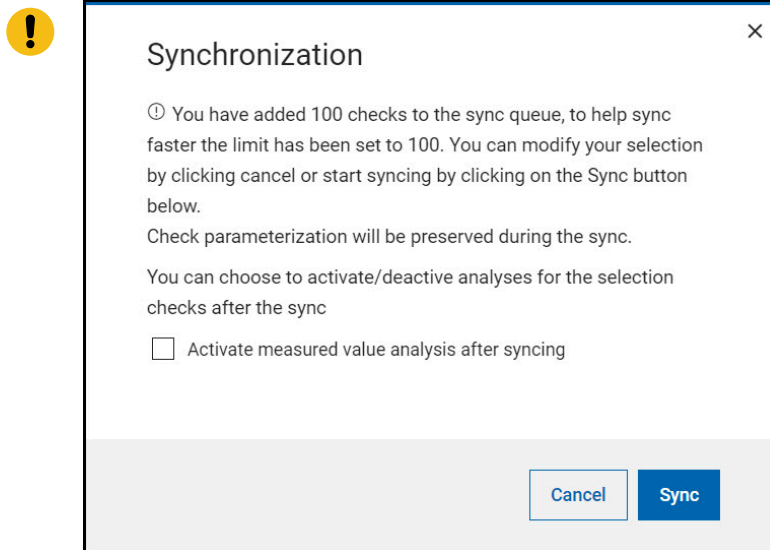 Synchronization
You have added 100 checks to the sync queue, to help sync
faster the limit has been set to 100. You can modify your selection
by clicking cancel or start syncing by clicking on the Sync button
below.
Check parameterization will be preserved during the sync.
You can choose to activate/deactive analyses for the selection
checks after the sync
Activate measured value analysis after syncing
Cancel Sync